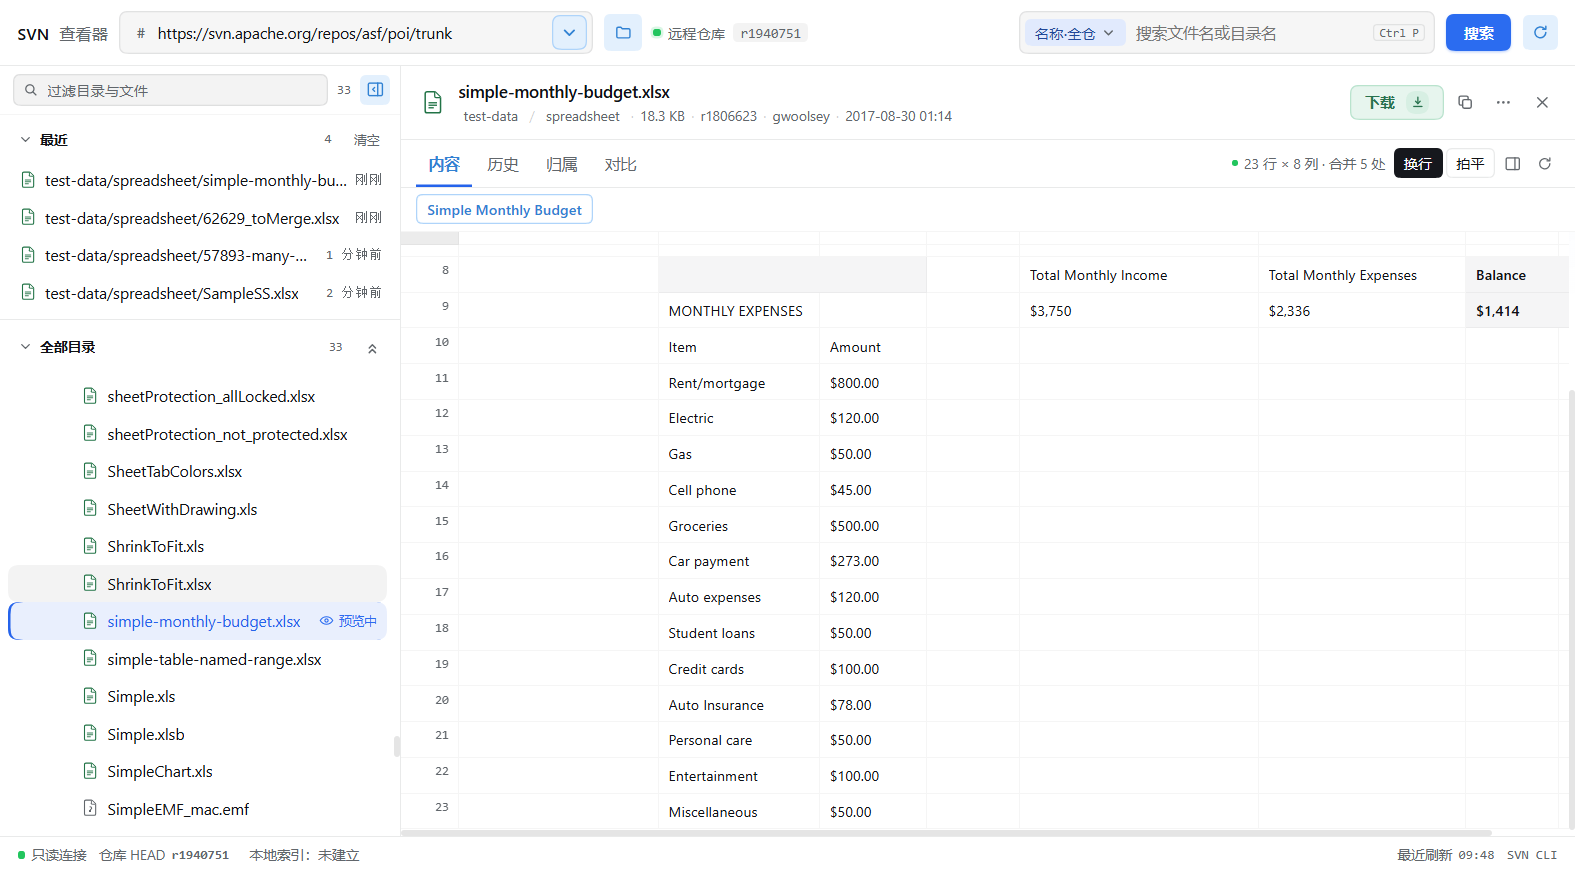 SVN 查看器
# https://svn.apache.org/repos/asf/poi/trunk
远程仓库 r1940751
名称·全仓 搜索文件名或目录名 Ctrl P
搜索
过滤目录与文件 33
最近 4 清空
test-data/spreadsheet/simple-monthly-bu... 刚刚
test-data/spreadsheet/62629_toMerge.xlsx 刚刚
test-data/spreadsheet/57893-many-... 1 分钟前
test-data/spreadsheet/SampleSS.xlsx 2 分钟前
全部目录 33
sheetProtection_allLocked.xlsx
sheetProtection_not_protected.xlsx
SheetTabColors.xlsx
SheetWithDrawing.xls
ShrinkToFit.xls
ShrinkToFit.xlsx
simple-monthly-budget.xlsx 预览中
simple-table-named-range.xlsx
Simple.xls
Simple.xlsb
SimpleChart.xls
SimpleEMF_mac.emf
simple-monthly-budget.xlsx
test-data / spreadsheet · 18.3 KB · r1806623 · gwoolsey · 2017-08-30 01:14
下载
内容 历史 归属 对比
23 行 × 8 列 · 合并 5 处 换行 拍平
Simple Monthly Budget
8 Total Monthly Income Total Monthly Expenses Balance
9 MONTHLY EXPENSES $3,750 $2,336 $1,414
10 Item Amount
11 Rent/mortgage $800.00
12 Electric $120.00
13 Gas $50.00
14 Cell phone $45.00
15 Groceries $500.00
16 Car payment $273.00
17 Auto expenses $120.00
18 Student loans $50.00
19 Credit cards $100.00
20 Auto Insurance $78.00
21 Personal care $50.00
22 Entertainment $100.00
23 Miscellaneous $50.00
只读连接 仓库 HEAD r1940751 本地索引: 未建立
最近刷新 09:48 SVN CLI